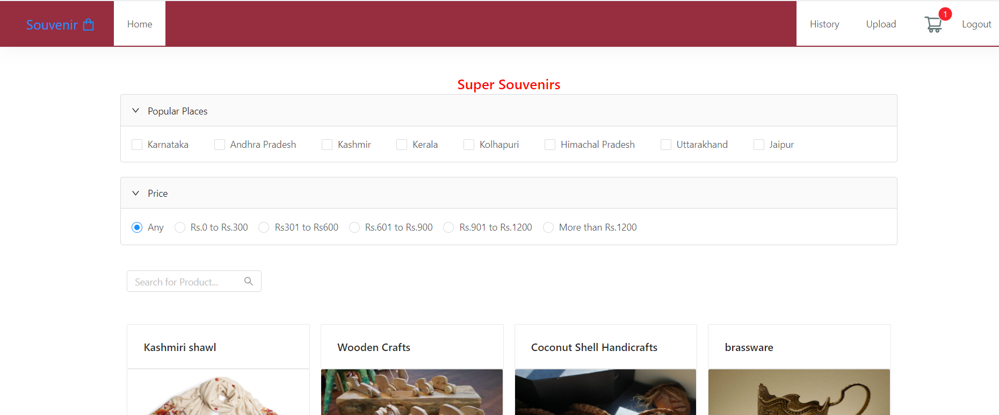 Souvenir Home History Upload 1 Logout
Super Souvenirs
Popular Places
Karnataka Andhra Pradesh Kashmir Kerala Kolhapuri Himachal Pradesh Uttarakhand Jaipur
Price
Any Rs.0 to Rs.300 Rs301 to Rs600 Rs.601 to Rs.900 Rs.901 to Rs.1200 More than Rs.1200
Search for Product...
Kashmiri shawl Wooden Crafts Coconut Shell Handicrafts brassware